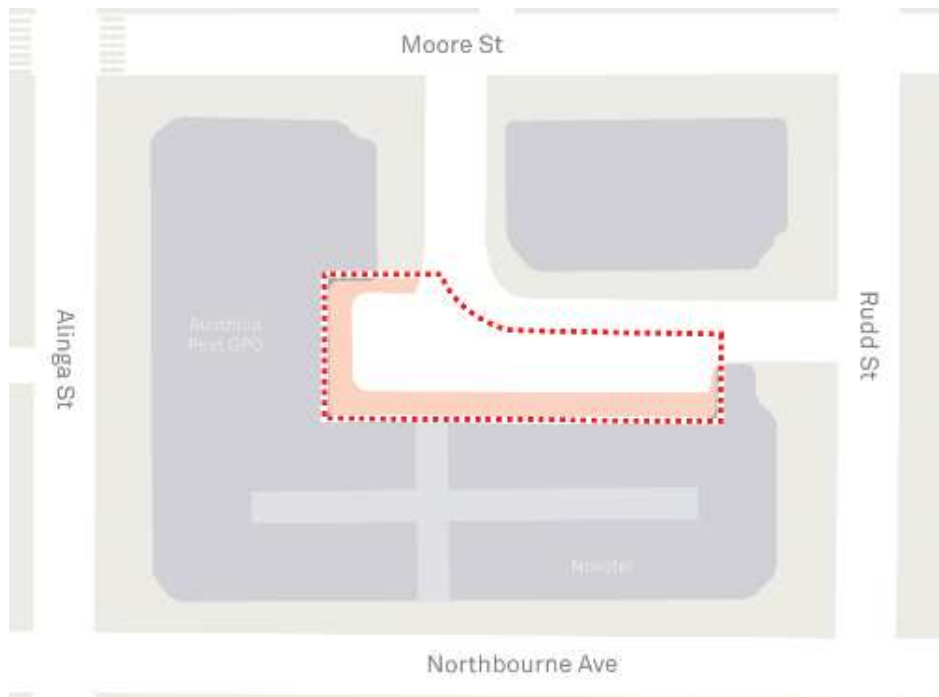 Moore St
Alinga St
Australia
Post GPO
Rudd St
Novotel
Northbourne Ave